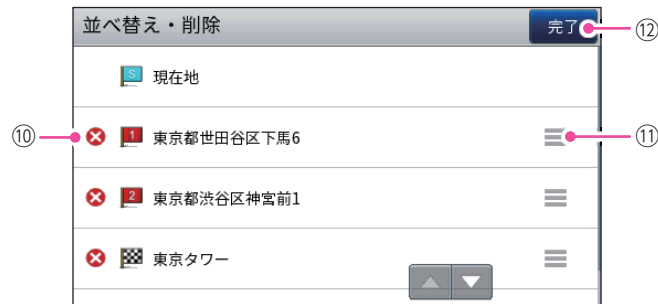 並べ替え・削除
完了
⑫
S 現在地
⑩
1 東京都世田谷区下馬6
⑪
2 東京都渋谷区神宮前1
東京タワー